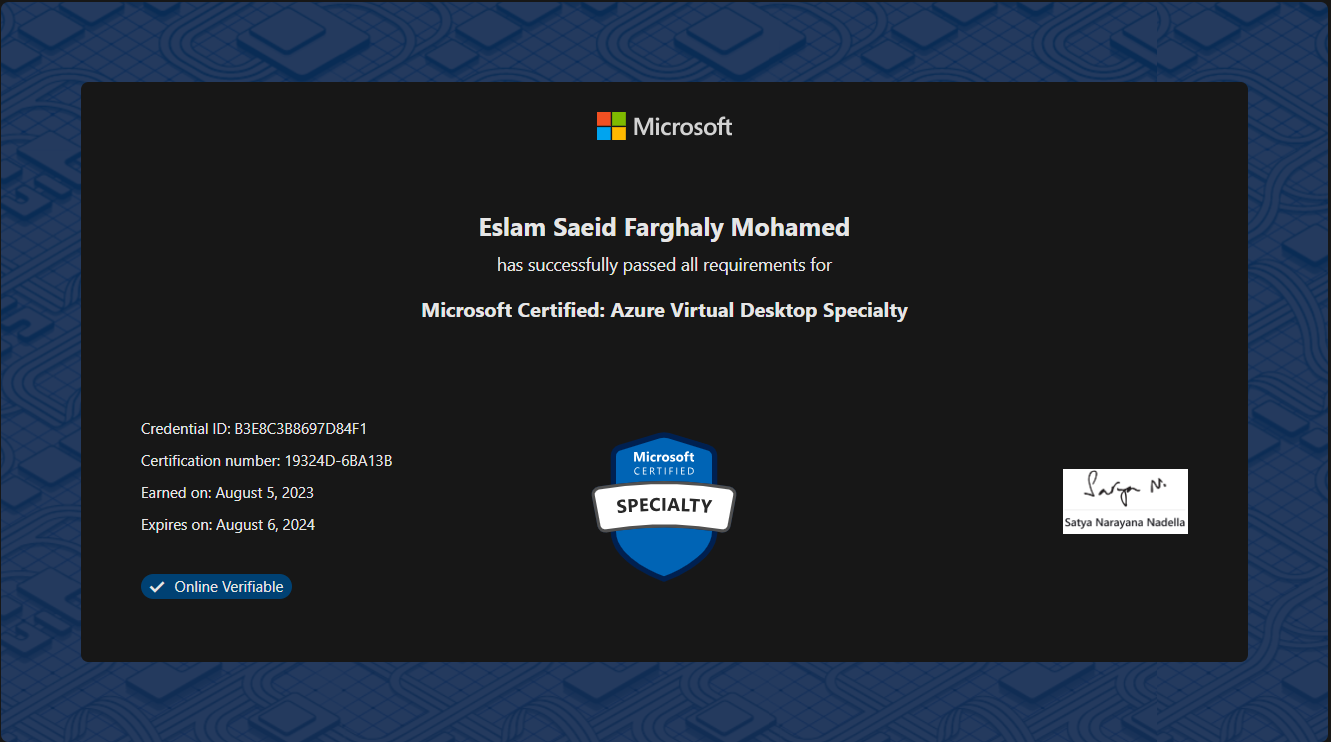 Microsoft
Eslam Saeid Farghaly Mohamed
has successfully passed all requirements for
Microsoft Certified: Azure Virtual Desktop Specialty
Credential ID: B3E8C3B8697D84F1
Certification number: 19324D-6BA13B
Earned on: August 5, 2023
Expires on: August 6, 2024
Online Verifiable
Microsoft
CERTIFIED
SPECIALTY
Satya N.
Satya Narayana Nadella